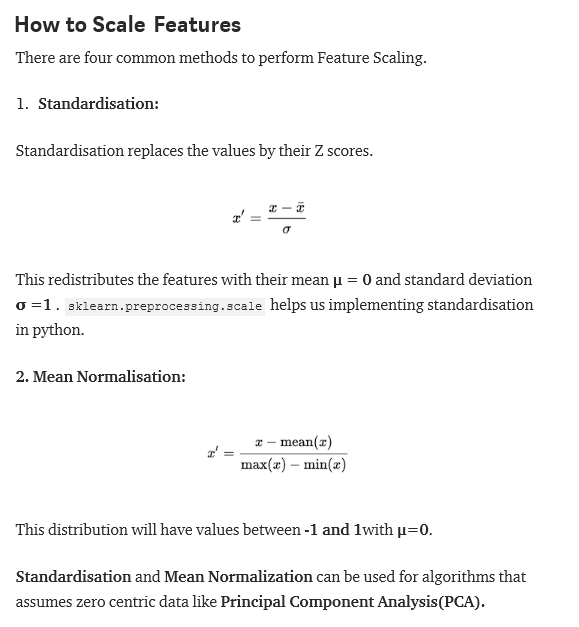 How to Scale Features
There are four common methods to perform Feature Scaling.
1. Standardisation:
Standardisation replaces the values by their Z scores.
x′ = (x − x̄) / σ
This redistributes the features with their mean μ = 0 and standard deviation
σ =1 . sklearn.preprocessing.scale helps us implementing standardisation
in python.
2. Mean Normalisation:
x′ = (x − mean(x)) / (max(x) − min(x))
This distribution will have values between -1 and 1with μ=0.
Standardisation and Mean Normalization can be used for algorithms that
assumes zero centric data like Principal Component Analysis(PCA).